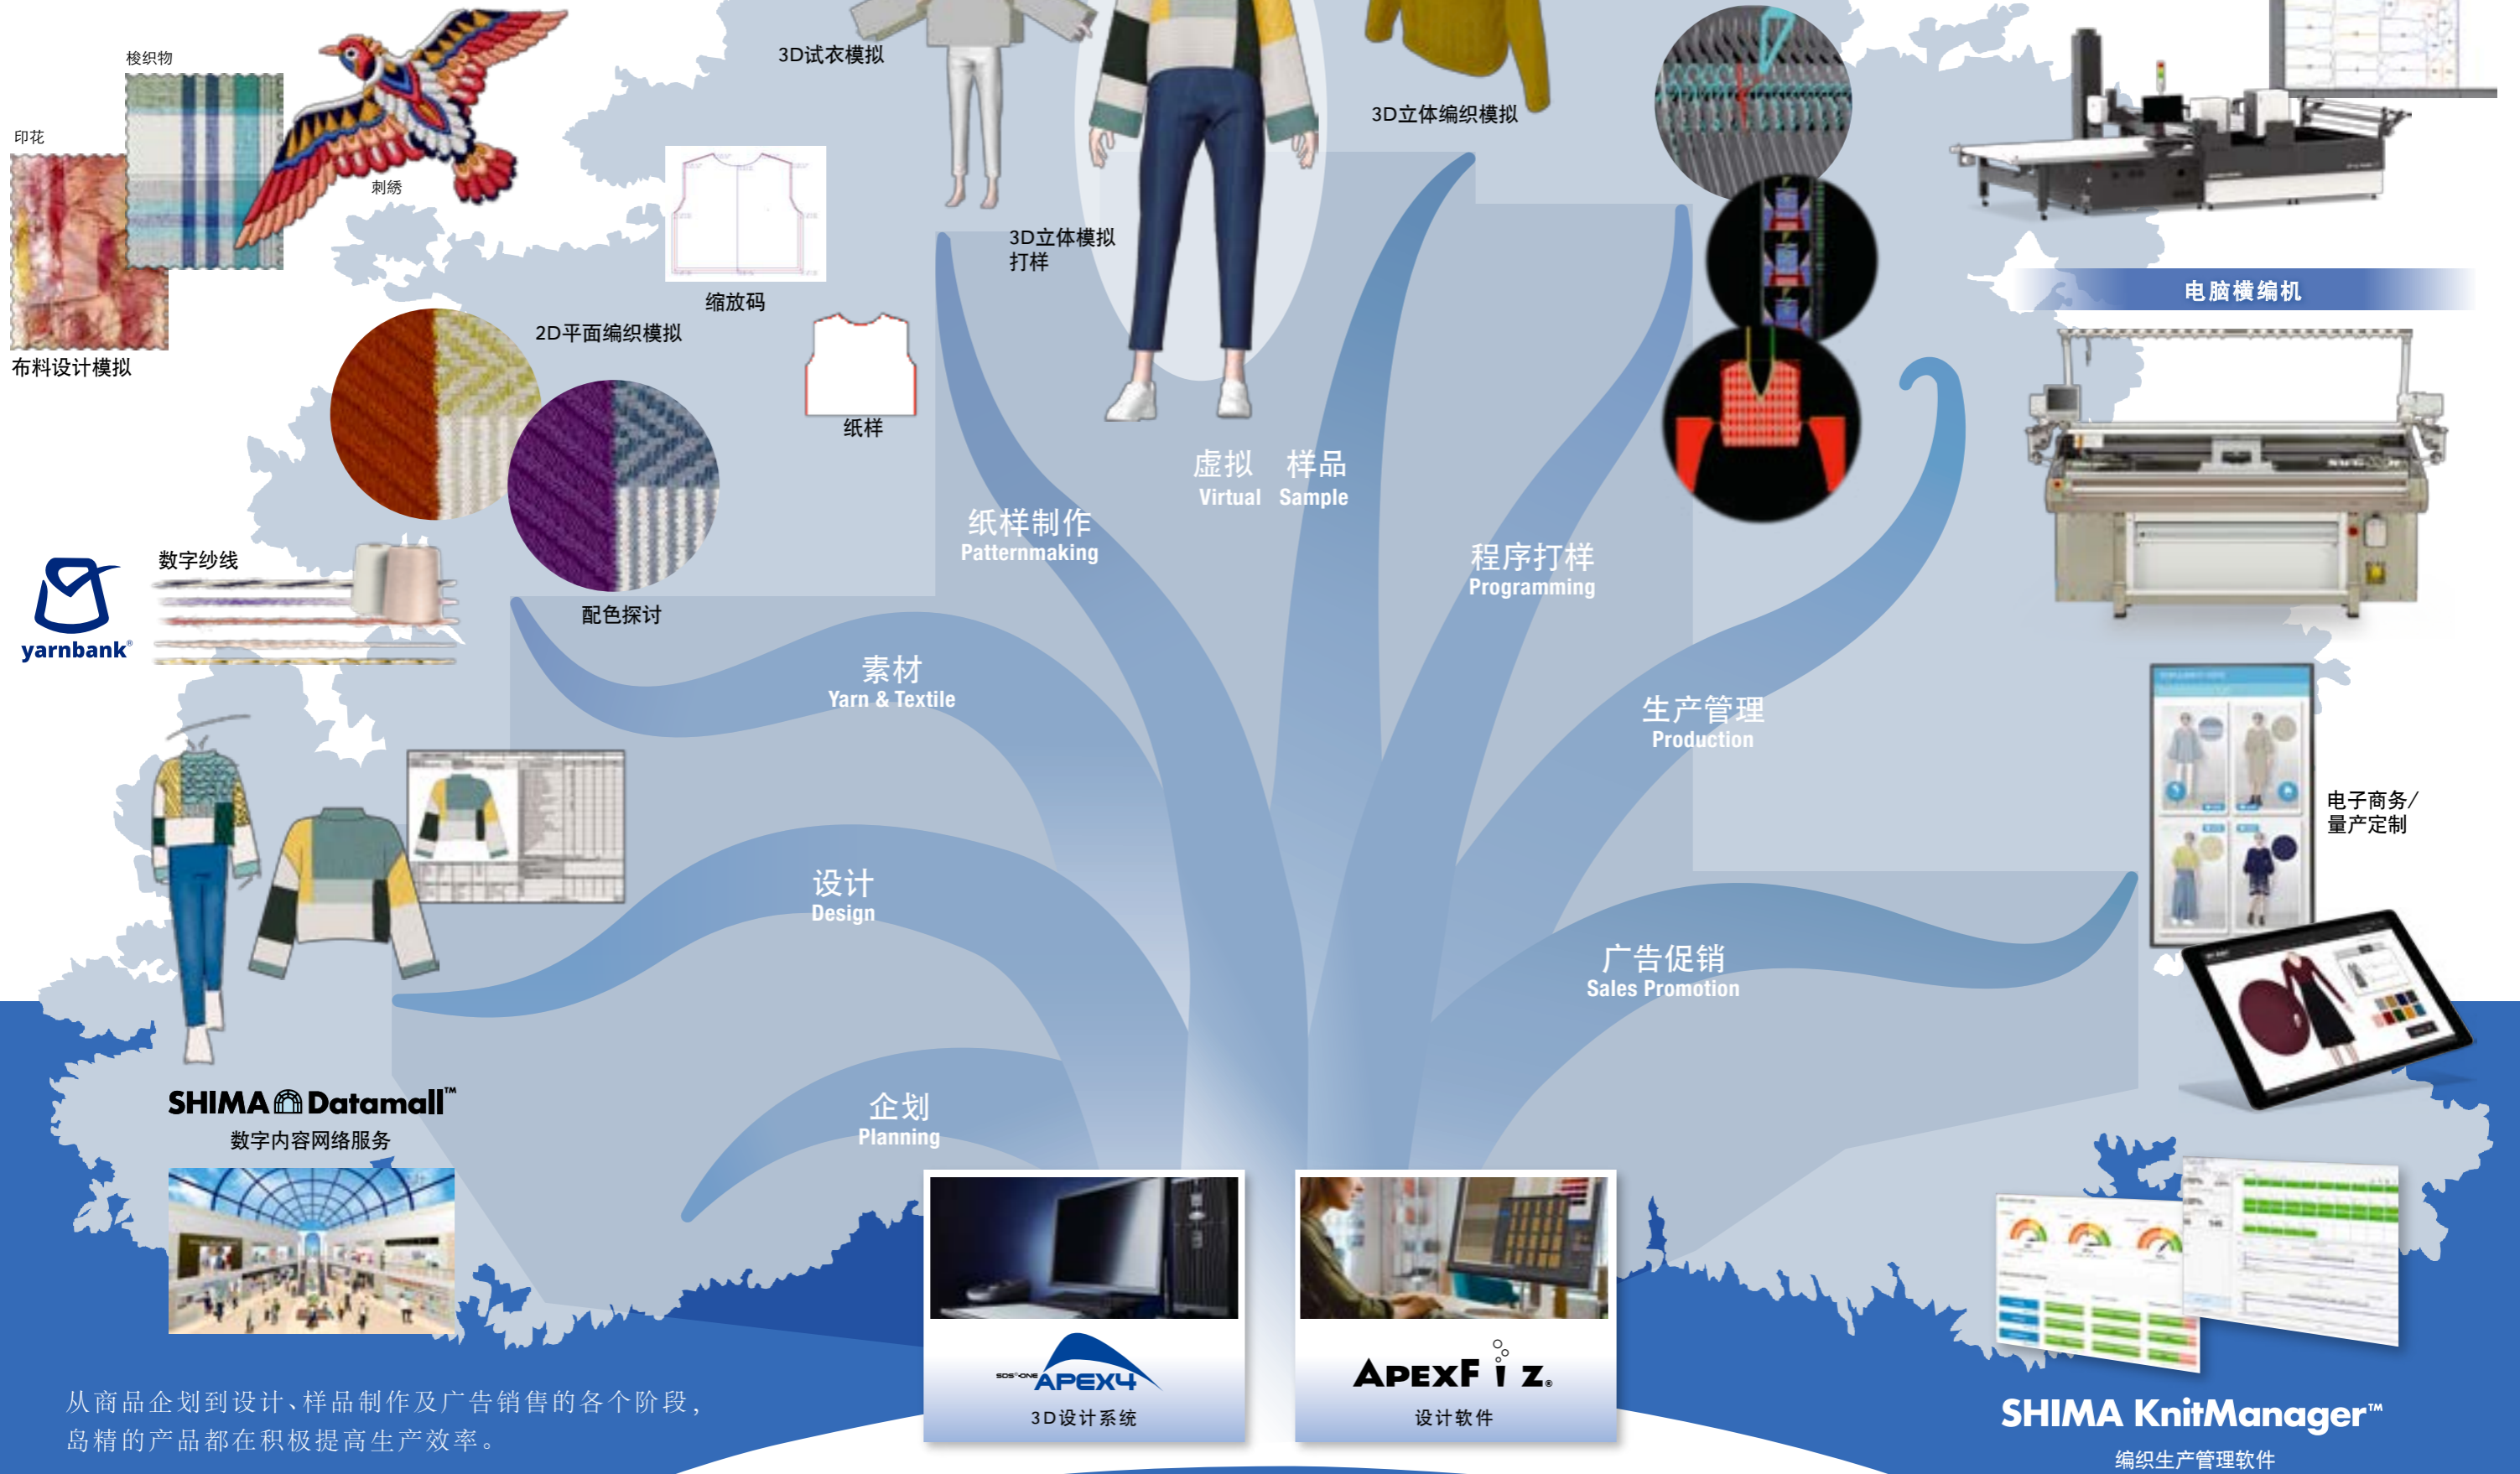 梭织物
印花
刺绣
布料设计模拟
3D试衣模拟
3D立体编织模拟
3D立体模拟
打样
缩放码
2D平面编织模拟
纸样
配色探讨
数字纱线
yarnbank®
电脑横编机
虚拟 样品
Virtual Sample
纸样制作
Patternmaking
程序打样
Programming
素材
Yarn & Textile
生产管理
Production
电子商务/
量产定制
设计
Design
广告促销
Sales Promotion
企划
Planning
SHIMA Datamall™
数字内容网络服务
SDS®-ONE APEX4
3D设计系统
APEXFiZ®
设计软件
SHIMA KnitManager™
编织生产管理软件
从商品企划到设计、样品制作及广告销售的各个阶段,
岛精的产品都在积极提高生产效率。